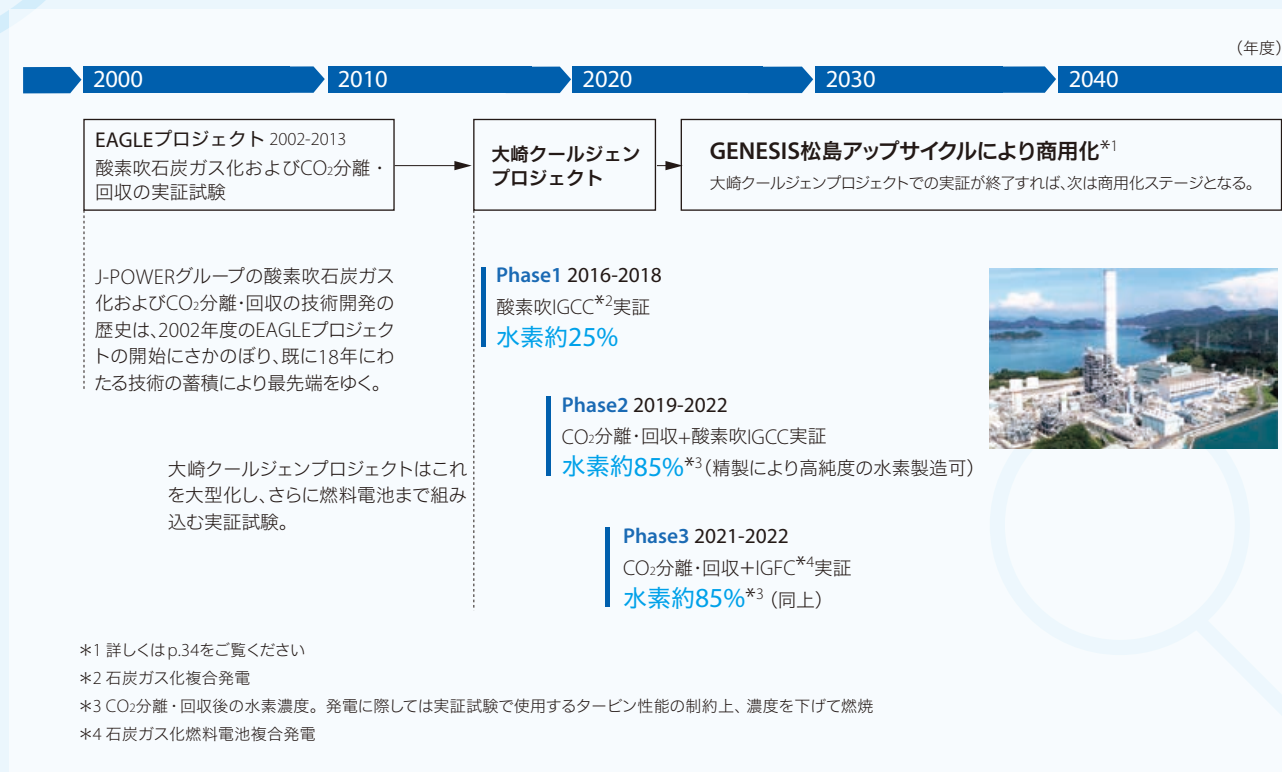 （年度）
2000 2010 2020 2030 2040
EAGLEプロジェクト 2002-2013
酸素吹石炭ガス化およびCO₂分離・
回収の実証試験
大崎クールジェン
プロジェクト
GENESIS松島アップサイクルにより商用化*1
大崎クールジェンプロジェクトでの実証が終了すれば、次は商用化ステージとなる。
J-POWERグループの酸素吹石炭ガス
化およびCO₂分離・回収の技術開発の
歴史は、2002年度のEAGLEプロジェク
トの開始にさかのぼり、既に18年にわ
たる技術の蓄積により最先端をゆく。
大崎クールジェンプロジェクトはこれ
を大型化し、さらに燃料電池まで組み
込む実証試験。
Phase1 2016-2018
酸素吹IGCC*2実証
水素約25%
Phase2 2019-2022
CO₂分離・回収+酸素吹IGCC実証
水素約85%*3（精製により高純度の水素製造可）
Phase3 2021-2022
CO₂分離・回収＋IGFC*4実証
水素約85%*3（同上）
＊1 詳しくはp.34をご覧ください
＊2 石炭ガス化複合発電
＊3 CO₂分離・回収後の水素濃度。発電に際しては実証試験で使用するタービン性能の制約上、濃度を下げて燃焼
＊4 石炭ガス化燃料電池複合発電